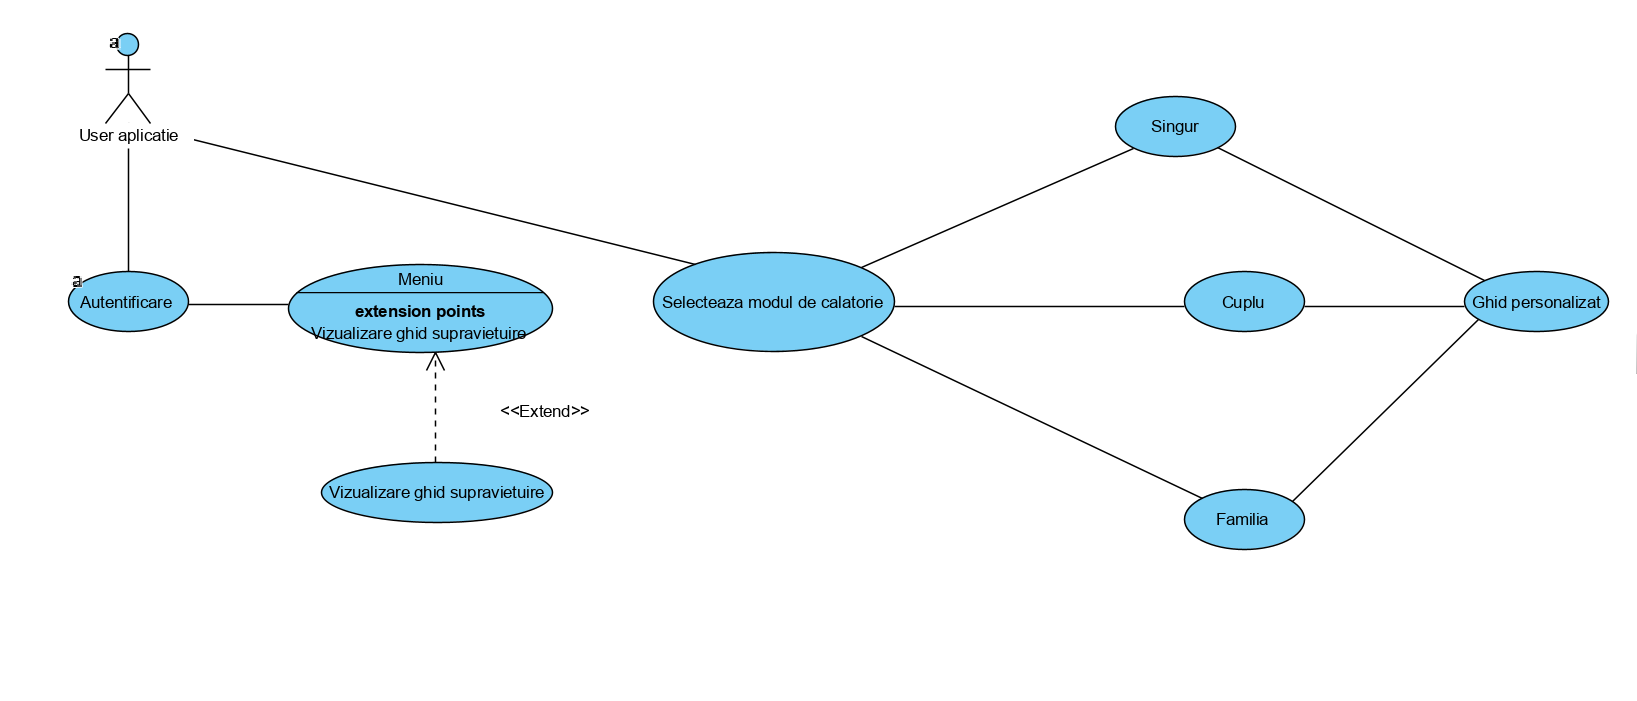 a
User aplicatie
Singur
a
Autentificare
Meniu
extension points
Vizualizare ghid supravietuire
Selecteaza modul de calatorie
Cuplu
Ghid personalizat
<<Extend>>
Vizualizare ghid supravietuire
Familia